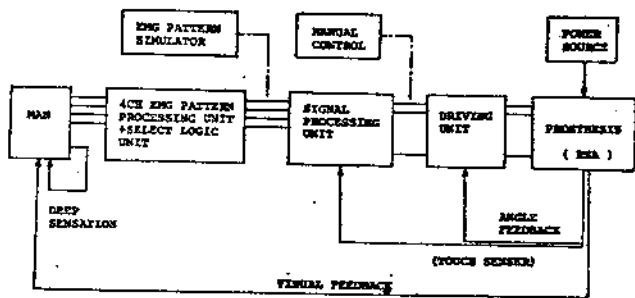 EMG PATTERN
SIMULATOR
MANUAL
CONTROL
POWER
SOURCE
MAN
4CH EMG PATTERN
PROCESSING UNIT
+SELECT LOGIC
UNIT
SIGNAL
PROCESSING
UNIT
DRIVING
UNIT
PROSTHESIS
DEEP
SENSATION
ANGLE
FEEDBACK
(TOUCH SENSER)
VISUAL FEEDBACK